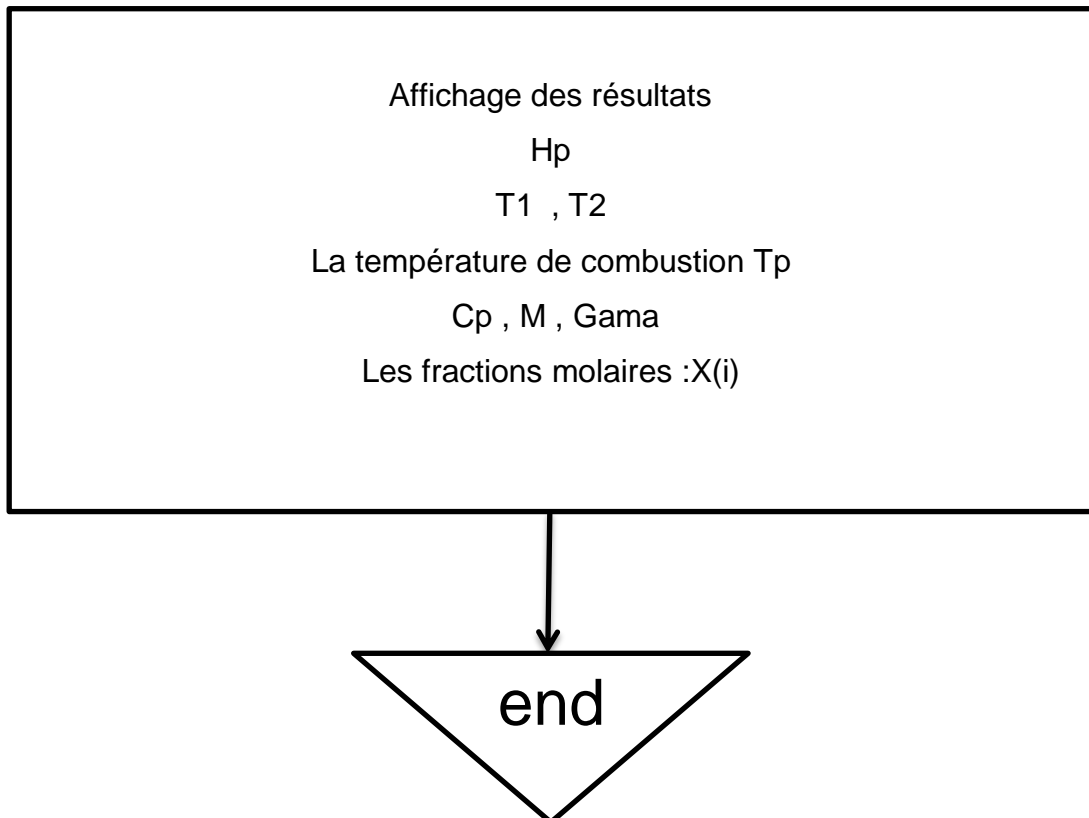 Affichage des résultats
Hp
T1 , T2
La température de combustion Tp
Cp , M , Gama
Les fractions molaires :X(i)
end